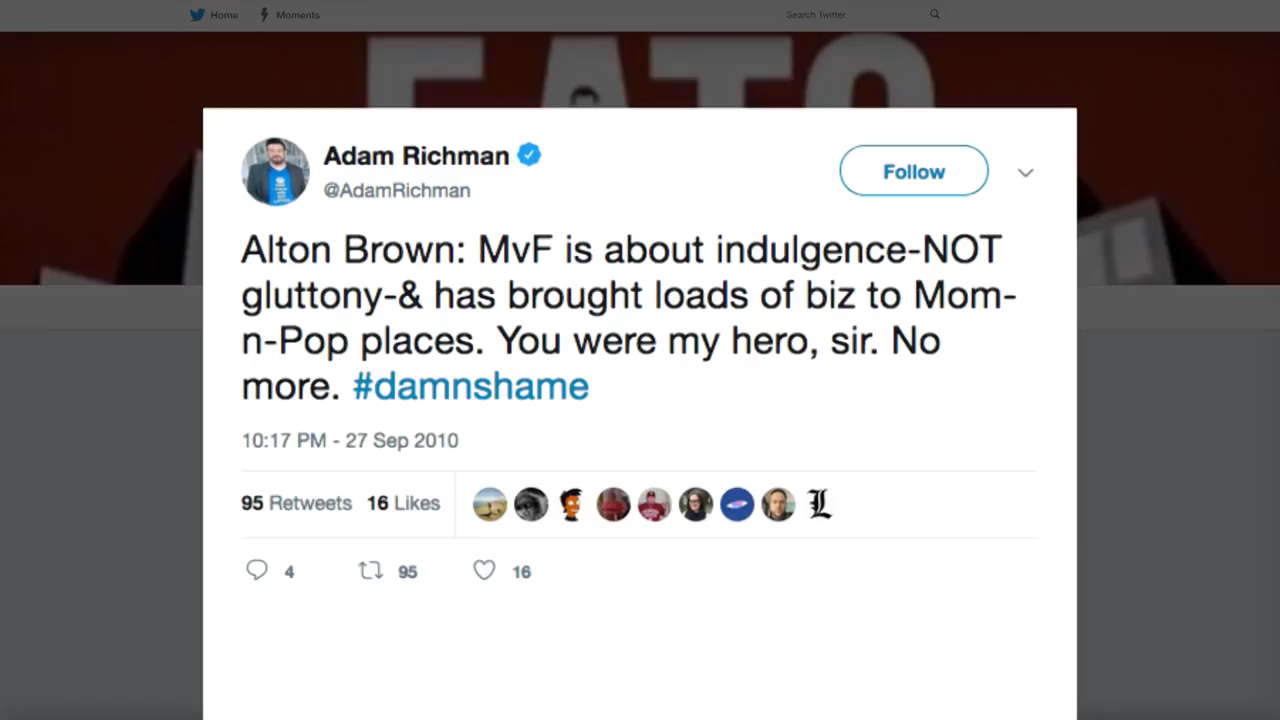 Home Moments Search Twitter
EATS
Adam Richman
@AdamRichman
Follow
Alton Brown: MvF is about indulgence-NOT
gluttony-& has brought loads of biz to Mom-
n-Pop places. You were my hero, sir. No
more. #damnshame
10:17 PM - 27 Sep 2010
95 Retweets 16 Likes
L
4 95 16